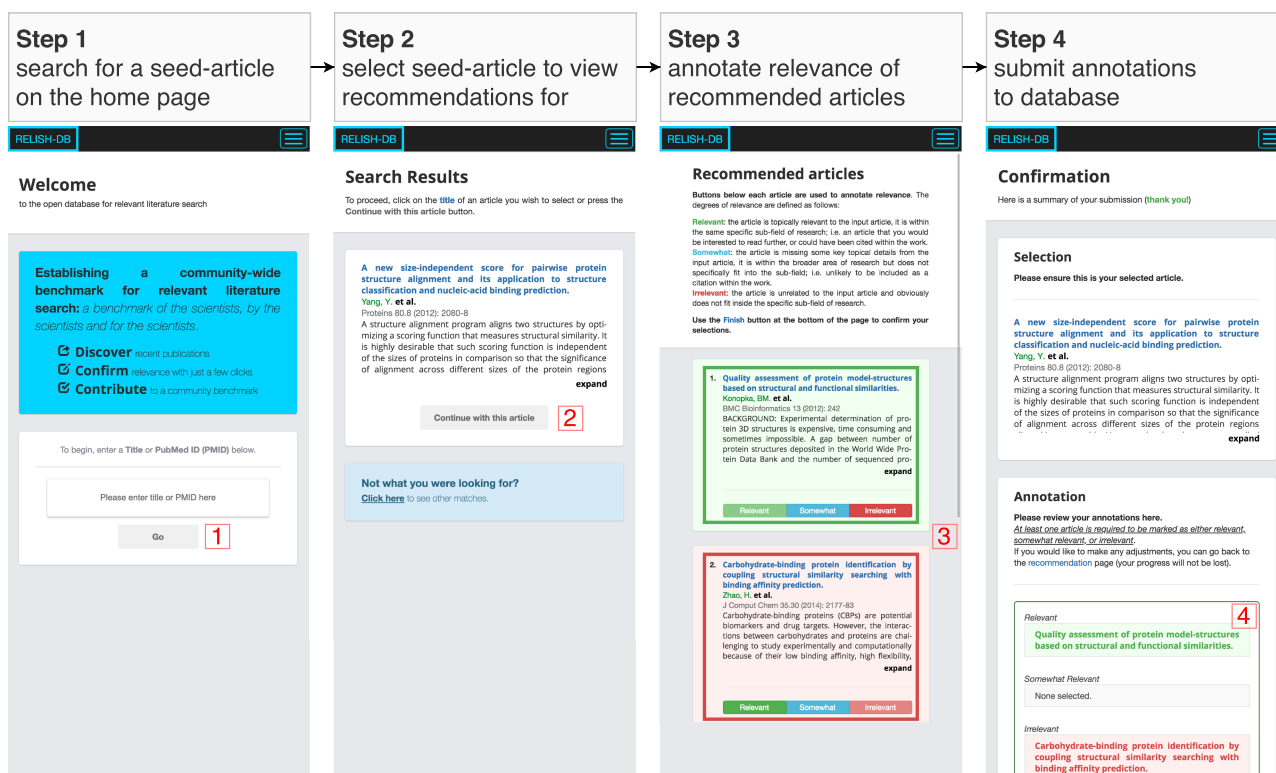 Step 1
search for a seed-article
on the home page
Step 2
select seed-article to view
recommendations for
Step 3
annotate relevance of
recommended articles
Step 4
submit annotations
to database
RELISH-DB
Welcome
to the open database for relevant literature search
Establishing a community-wide
benchmark for relevant literature
search: a benchmark of the scientists, by the
scientists and for the scientists.
Discover recent publications
Confirm relevance with just a few clicks
Contribute to a community benchmark
To begin, enter a Title or PubMed ID (PMID) below.
Please enter title or PMID here
Go
1
RELISH-DB
Search Results
To proceed, click on the title of an article you wish to select or press the
Continue with this article button.
A new size-independent score for pairwise protein
structure alignment and its application to structure
classification and nucleic-acid binding prediction.
Yang, Y. et al.
Proteins 80.8 (2012): 2080-8
A structure alignment program aligns two structures by opti-
mizing a scoring function that measures structural similarity. It
is highly desirable that such scoring function is independent
of the sizes of proteins in comparison so that the significance
of alignment across different sizes of the protein regions
expand
Continue with this article
2
Not what you were looking for?
Click here to see other matches.
RELISH-DB
Recommended articles
Buttons below each article are used to annotate relevance. The
degrees of relevance are defined as follows:
Relevant: the article is topically relevant to the input article, it is within
the same specific sub-field of research; i.e. an article that you would
be interested to read further, or could have been cited within the work.
Somewhat: the article is missing some key topical details from the
input article, it is within the broader area of research but does not
specifically fit into the sub-field; i.e. unlikely to be included as a
citation within the work.
Irrelevant: the article is unrelated to the input article and obviously
does not fit inside the specific sub-field of research.
Use the Finish button at the bottom of the page to confirm your
selections.
1. Quality assessment of protein model-structures
based on structural and functional similarities.
Konopka, BM. et al.
BMC Bioinformatics 13 (2012): 242
BACKGROUND: Experimental determination of pro-
tein 3D structures is expensive, time consuming and
sometimes impossible. A gap between number of
protein structures deposited in the World Wide Pro-
tein Data Bank and the number of sequenced pro-
expand
Relevant Somewhat Irrelevant
3
2. Carbohydrate-binding protein identification by
coupling structural similarity searching with
binding affinity prediction.
Zhao, H. et al.
J Comput Chem 35.30 (2014): 2177-83
Carbohydrate-binding proteins (CBPs) are potential
biomarkers and drug targets. However, the interac-
tions between carbohydrates and proteins are chal-
lenging to study experimentally and computationally
because of their low binding affinity, high flexibility,
expand
Relevant Somewhat Irrelevant
RELISH-DB
Confirmation
Here is a summary of your submission (thank you!)
Selection
Please ensure this is your selected article.
A new size-independent score for pairwise protein
structure alignment and its application to structure
classification and nucleic-acid binding prediction.
Yang, Y. et al.
Proteins 80.8 (2012): 2080-8
A structure alignment program aligns two structures by opti-
mizing a scoring function that measures structural similarity. It
is highly desirable that such scoring function is independent
of the sizes of proteins in comparison so that the significance
of alignment across different sizes of the protein regions
expand
Annotation
Please review your annotations here.
At least one article is required to be marked as either relevant,
somewhat relevant, or irrelevant.
If you would like to make any adjustments, you can go back to
the recommendation page (your progress will not be lost).
4
Relevant
Quality assessment of protein model-structures
based on structural and functional similarities.
Somewhat Relevant
None selected.
Irrelevant
Carbohydrate-binding protein identification by
coupling structural similarity searching with
binding affinity prediction.